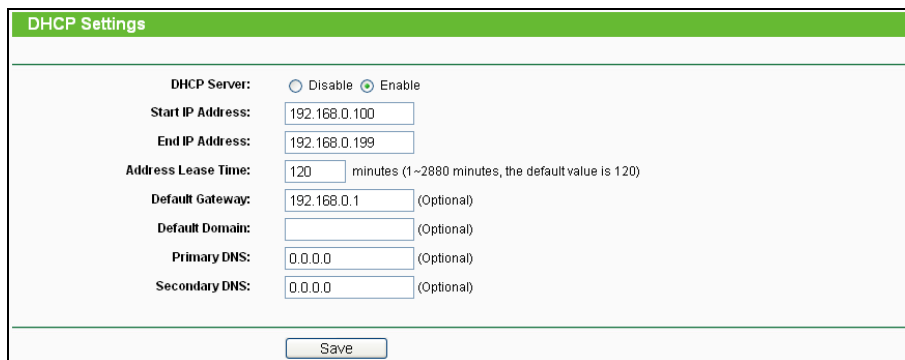 DHCP Settings
DHCP Server: Disable Enable
Start IP Address: 192.168.0.100
End IP Address: 192.168.0.199
Address Lease Time: 120 minutes (1~2880 minutes, the default value is 120)
Default Gateway: 192.168.0.1 (Optional)
Default Domain: (Optional)
Primary DNS: 0.0.0.0 (Optional)
Secondary DNS: 0.0.0.0 (Optional)
Save